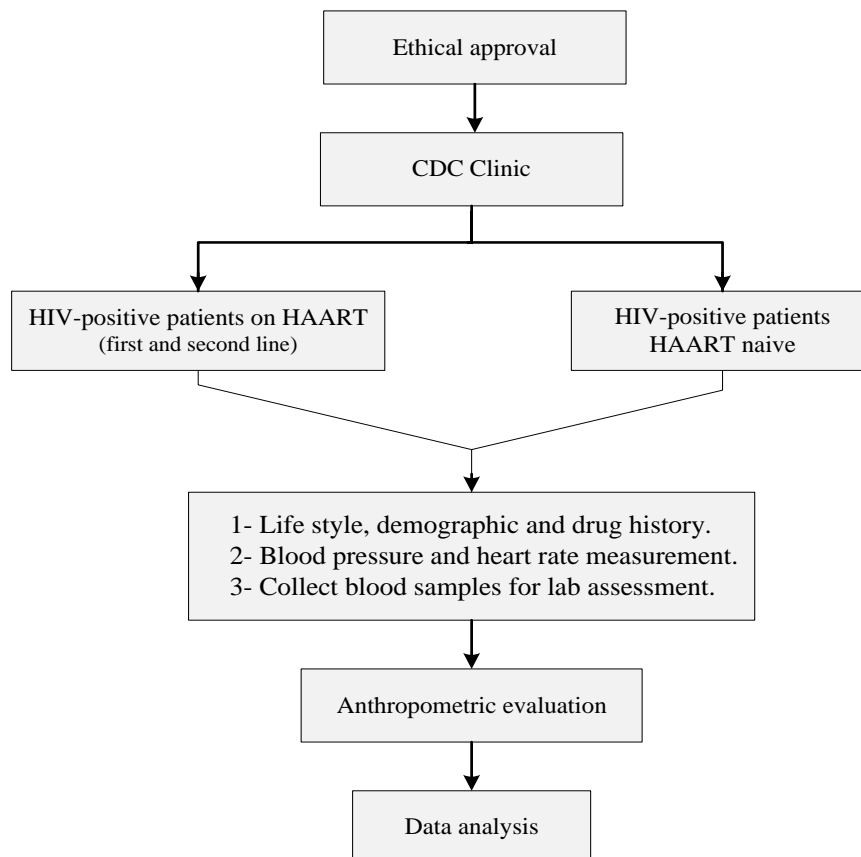 Ethical approval
CDC Clinic
HIV-positive patients on HAART
(first and second line)
HIV-positive patients
HAART naive
1- Life style, demographic and drug history.
2- Blood pressure and heart rate measurement.
3- Collect blood samples for lab assessment.
Anthropometric evaluation
Data analysis